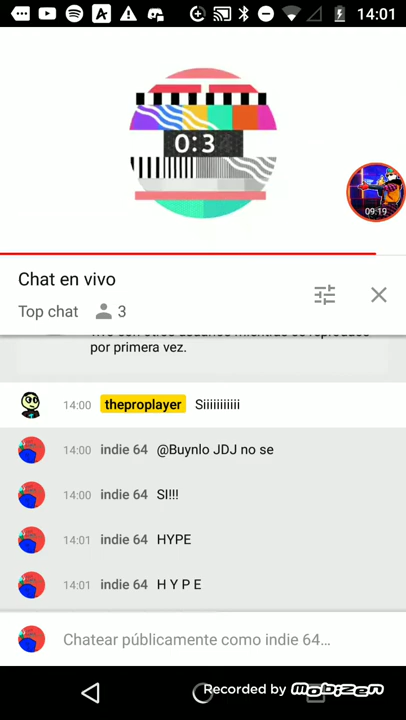 14:01
0:3
09:19
Chat en vivo
Top chat 3
por primera vez.
14:00 theproplayer Siiiiiiiiiii
14:00 indie 64 @Buynlo JDJ no se
14:00 indie 64 SI!!!
14:01 indie 64 HYPE
14:01 indie 64 H Y P E
Chatear públicamente como indie 64...
Recorded by MOBIZEN